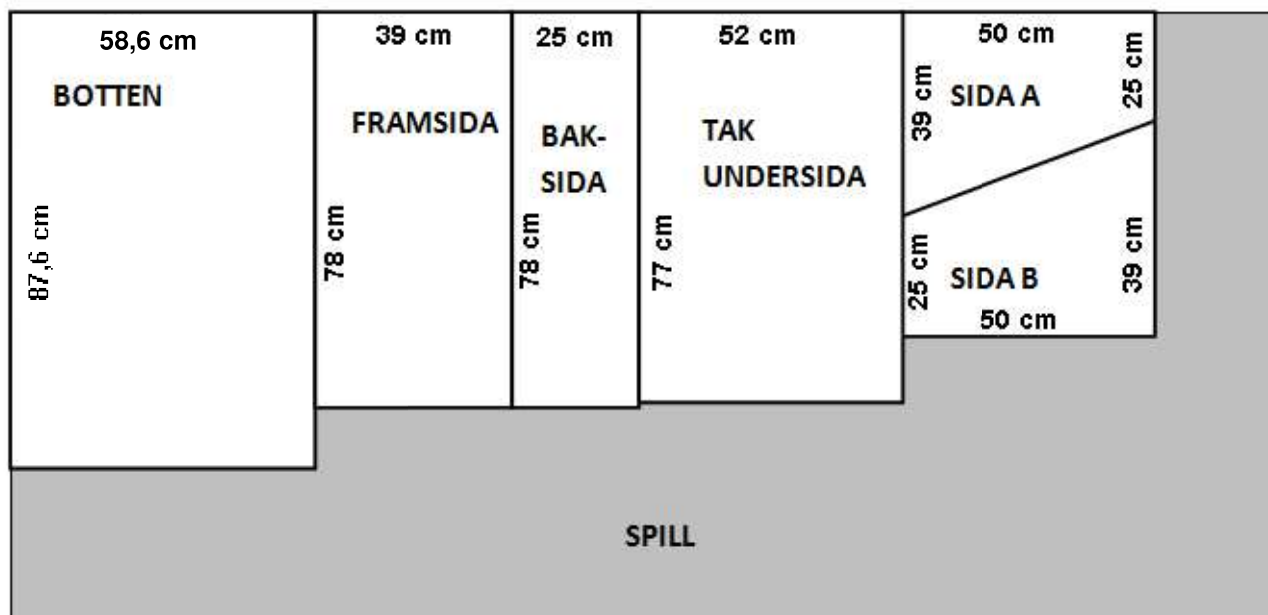 58,6 cm
BOTTEN
87,6 cm
39 cm
FRAMSIDA
78 cm
25 cm
BAK-
SIDA
78 cm
52 cm
TAK
UNDERSIDA
77 cm
50 cm
39 cm
SIDA A
25 cm
25 cm
SIDA B
39 cm
50 cm
SPILL